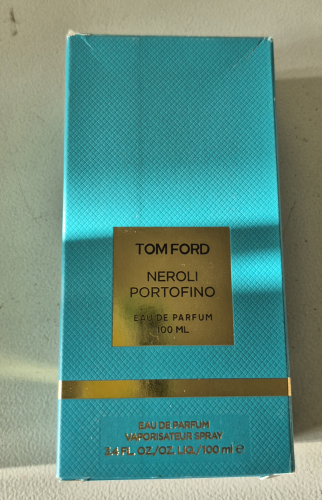 TOM FORD
NEROLI
PORTOFINO
EAU DE PARFUM
100 ML
EAU DE PARFUM
VAPORISATEUR SPRAY
3.4 FL. OZ./OZ. LIQ./100 ml ℮